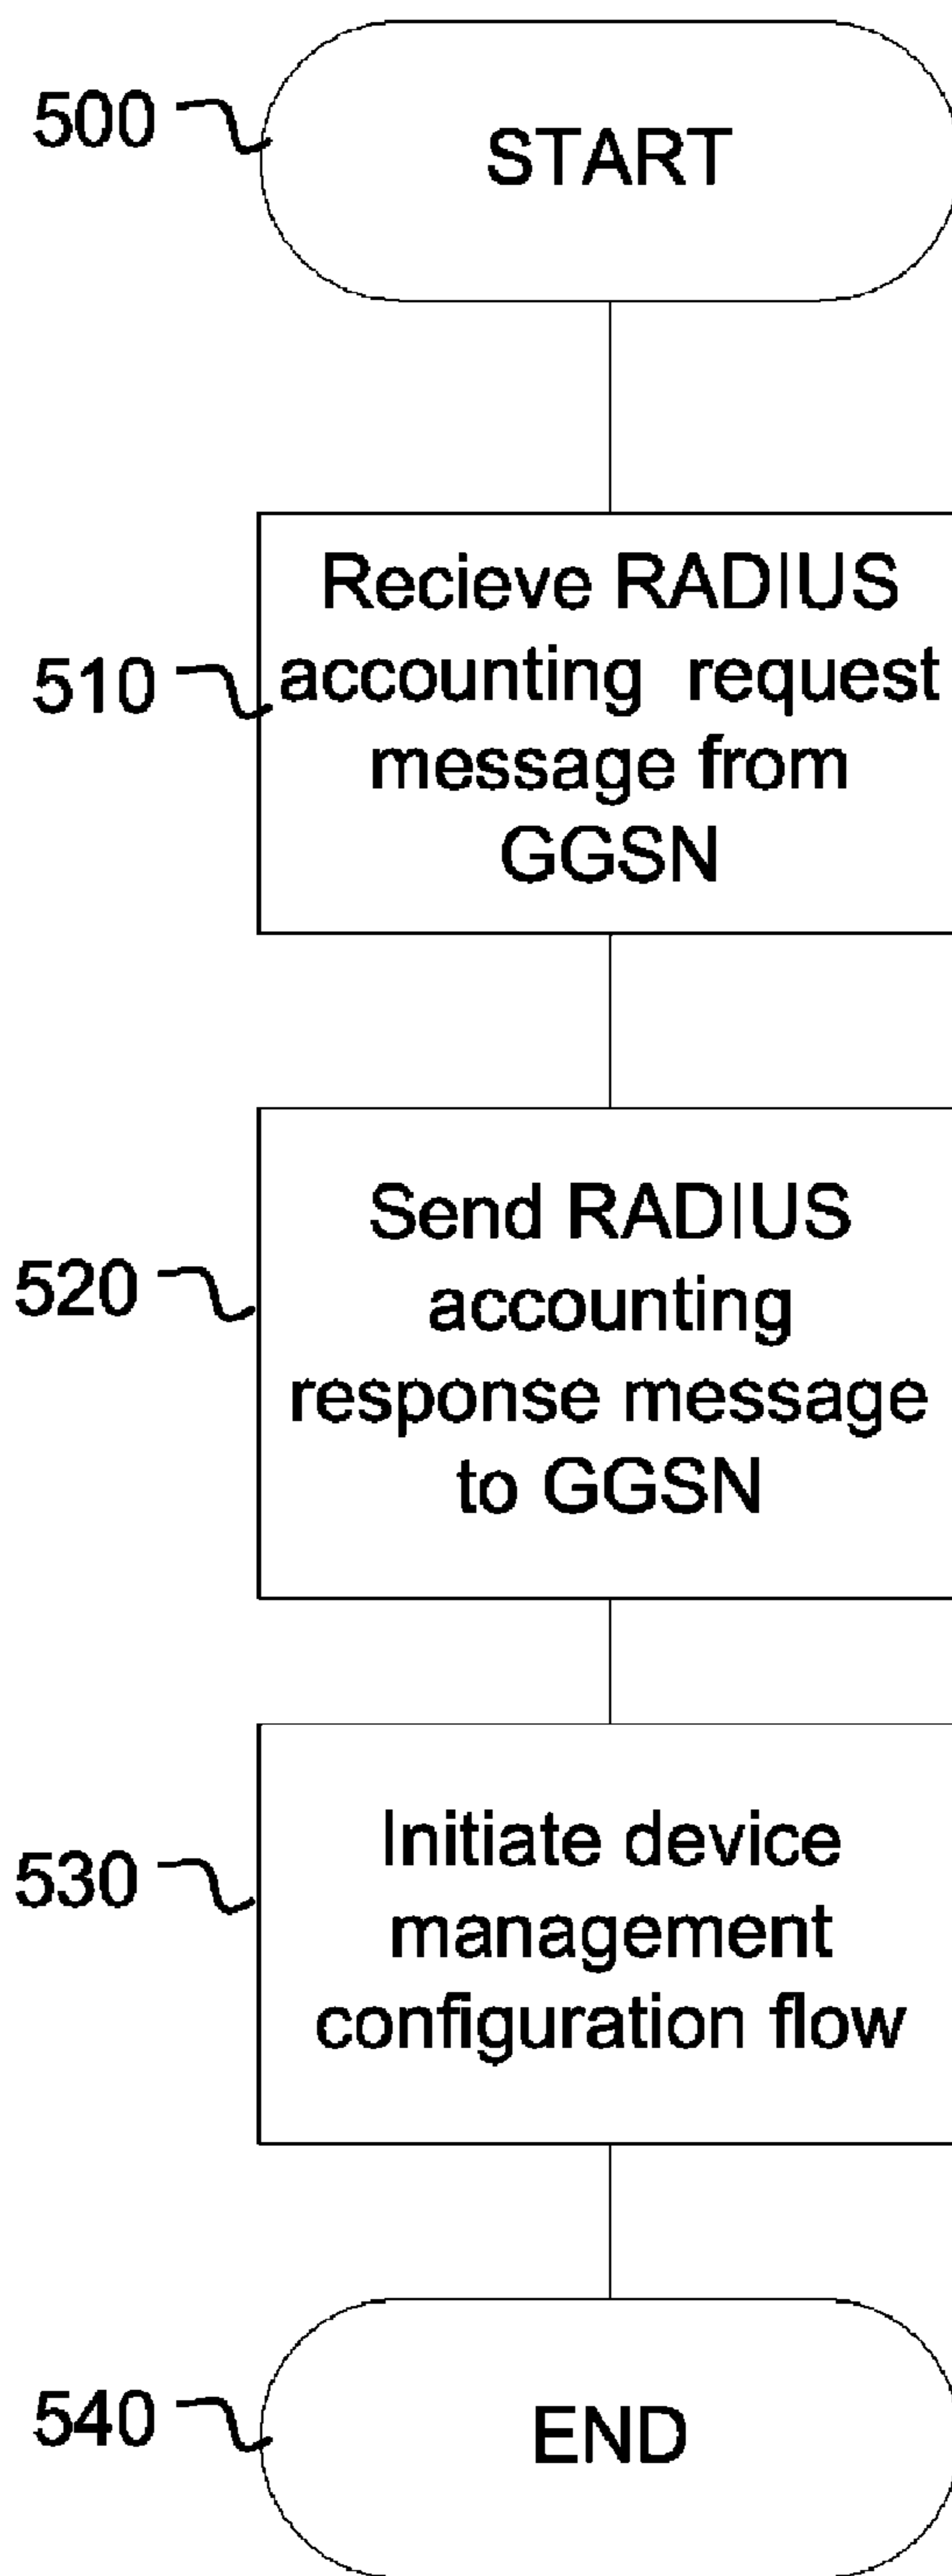 500
START
510
Recieve RADIUS
accounting request
message from
GGSN
520
Send RADIUS
accounting
response message
to GGSN
530
Initiate device
management
configuration flow
540
END